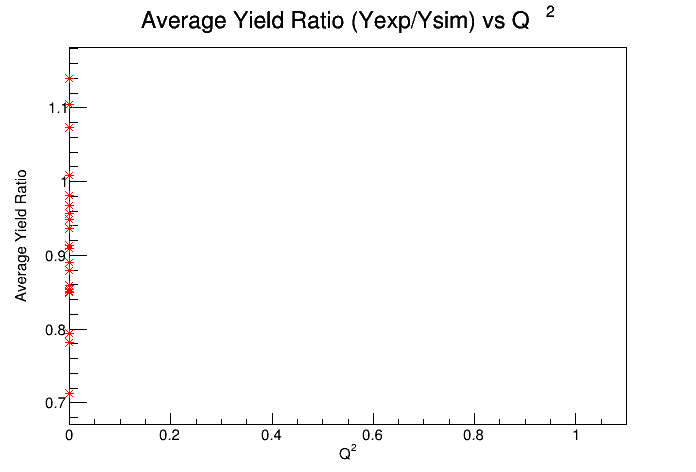 Average Yield Ratio (Yexp/Ysim) vs Q²
1.1
1
0.9
0.8
0.7
Average Yield Ratio
0 0.2 0.4 0.6 0.8 1
Q²